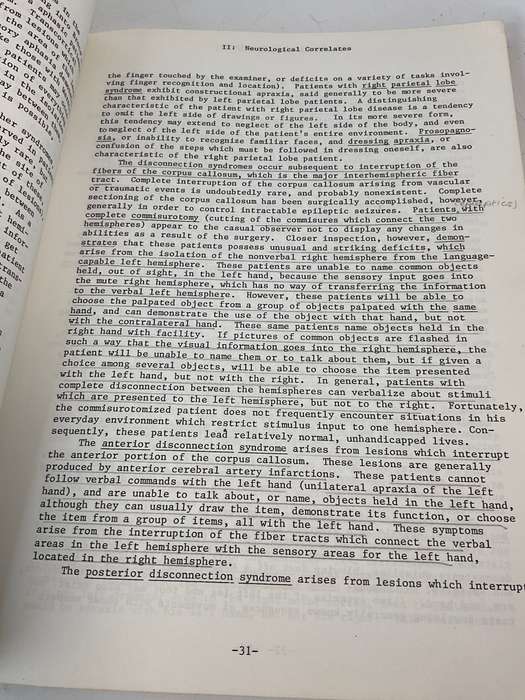 II: Neurological Correlates
the finger touched by the examiner, or deficits on a variety of tasks invol-
ving finger recognition and location). Patients with right parietal lobe
syndrome exhibit constructional apraxia, said generally to be more severe
than that exhibited by left parietal lobe patients. A distinguishing
characteristic of the patient with right parietal lobe disease is a tendency
to omit the left side of drawings or figures. In its more severe form,
this tendency may extend to neglect of the left side of the body, and even
to neglect of the left side of the patient's entire environment. Prosopagno-
sia, or inability to recognize familiar faces, and dressing apraxia, or
confusion of the steps which must be followed in dressing oneself, are also
characteristic of the right parietal lobe patient.
The disconnection syndromes occur subsequent to interruption of the
fibers of the corpus callosum, which is the major interhemispheric fiber
tract. Complete interruption of the corpus callosum arising from vascular
or traumatic events is undoubtedly rare, and probably nonexistent. Complete
sectioning of the corpus callosum has been surgically accomplished, however,
generally in order to control intractable epileptic seizures. Patients with
complete commisurotomy (cutting of the commisures which connect the two
hemispheres) appear to the casual observer not to display any changes in
abilities as a result of the surgery. Closer inspection, however, demon-
strates that these patients possess unusual and striking deficits, which
arise from the isolation of the nonverbal right hemisphere from the language-
capable left hemisphere. These patients are unable to name common objects
held, out of sight, in the left hand, because the sensory input goes into
the mute right hemisphere, which has no way of transferring the information
to the verbal left hemisphere. However, these patients will be able to
choose the palpated object from a group of objects palpated with the same
hand, and can demonstrate the use of the object with that hand, but not
with the contralateral hand. These same patients name objects held in the
right hand with facility. If pictures of common objects are flashed in
such a way that the visual information goes into the right hemisphere, the
patient will be unable to name them or to talk about them, but if given a
choice among several objects, will be able to choose the item presented
with the left hand, but not with the right. In general, patients with
complete disconnection between the hemispheres can verbalize about stimuli
which are presented to the left hemisphere, but not to the right. Fortunately,
the commisurotomized patient does not frequently encounter situations in his
everyday environment which restrict stimulus input to one hemisphere. Con-
sequently, these patients lead relatively normal, unhandicapped lives.
The anterior disconnection syndrome arises from lesions which interrupt
the anterior portion of the corpus callosum. These lesions are generally
produced by anterior cerebral artery infarctions. These patients cannot
follow verbal commands with the left hand (unilateral apraxia of the left
hand), and are unable to talk about, or name, objects held in the left hand,
although they can usually draw the item, demonstrate its function, or choose
the item from a group of items, all with the left hand. These symptoms
arise from the interruption of the fiber tracts which connect the verbal
areas in the left hemisphere with the sensory areas for the left hand,
located in the right hemisphere.
The posterior disconnection syndrome arises from lesions which interrupt
-31-